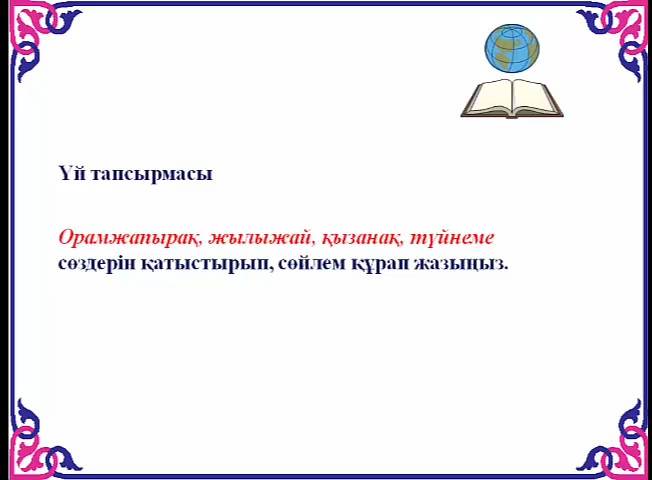 Үй тапсырмасы
Орамжапырақ, жылыжай, қызанақ, түйнеме
сөздерін қатыстырып, сөйлем құрап жазыңыз.